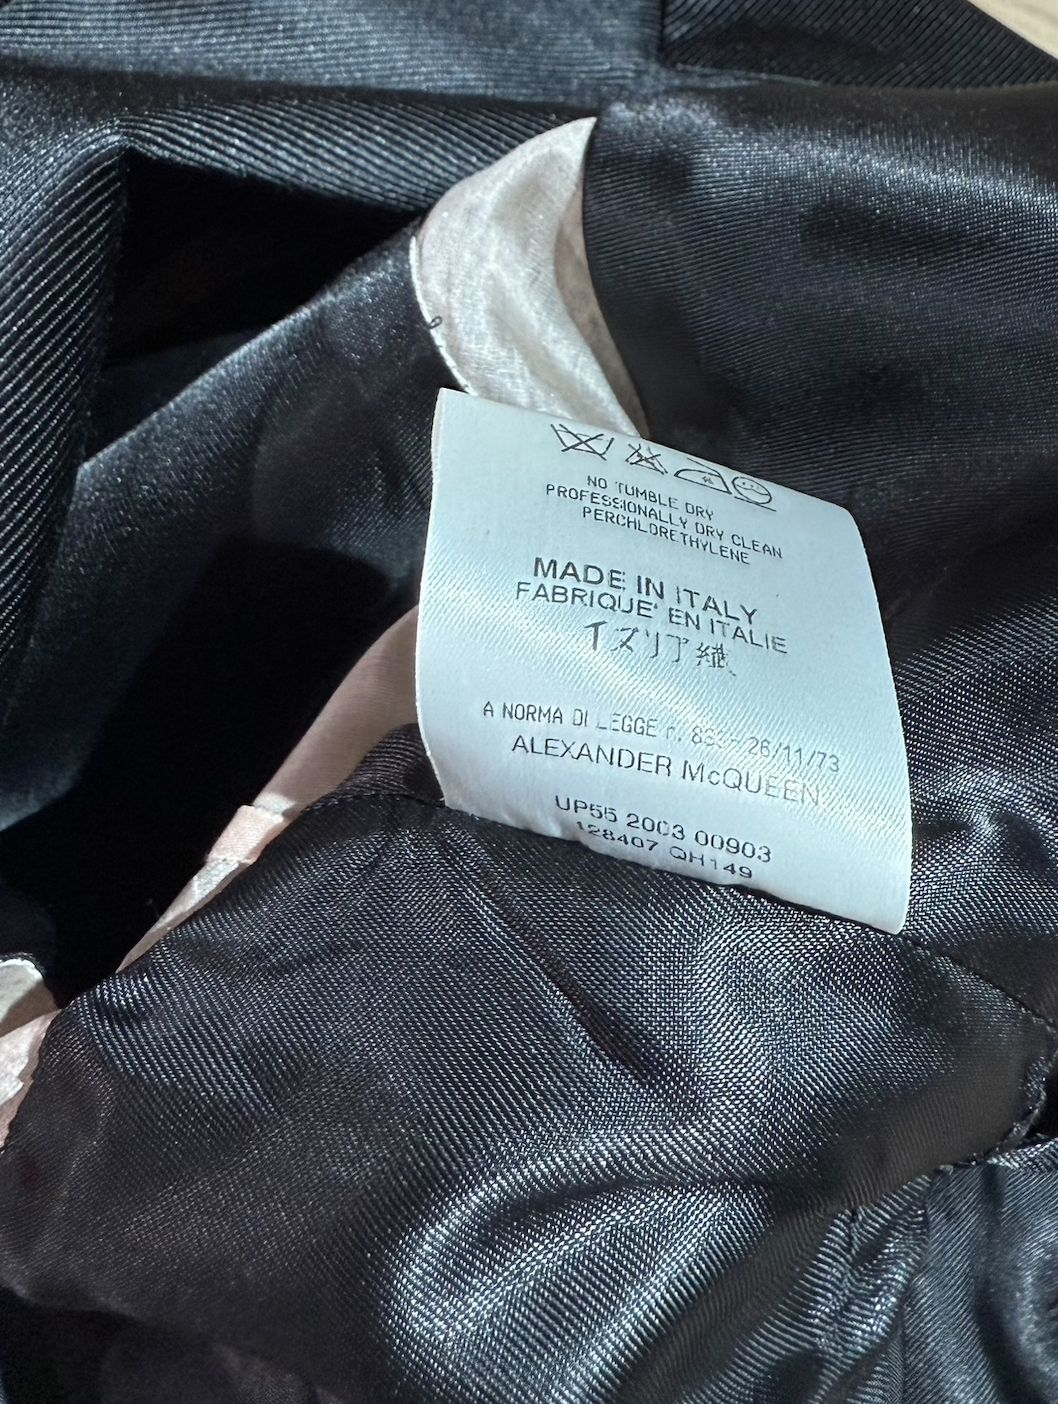 NO TUMBLE DRY
PROFESSIONALLY DRY CLEAN
PERCHLORETHYLENE
MADE IN ITALY
FABRIQUE' EN ITALIE
イタリア製
A NORMA DI LEGGE n. 26/11/73
ALEXANDER McQUEEN
UP55 2003 00903
128407 QH149